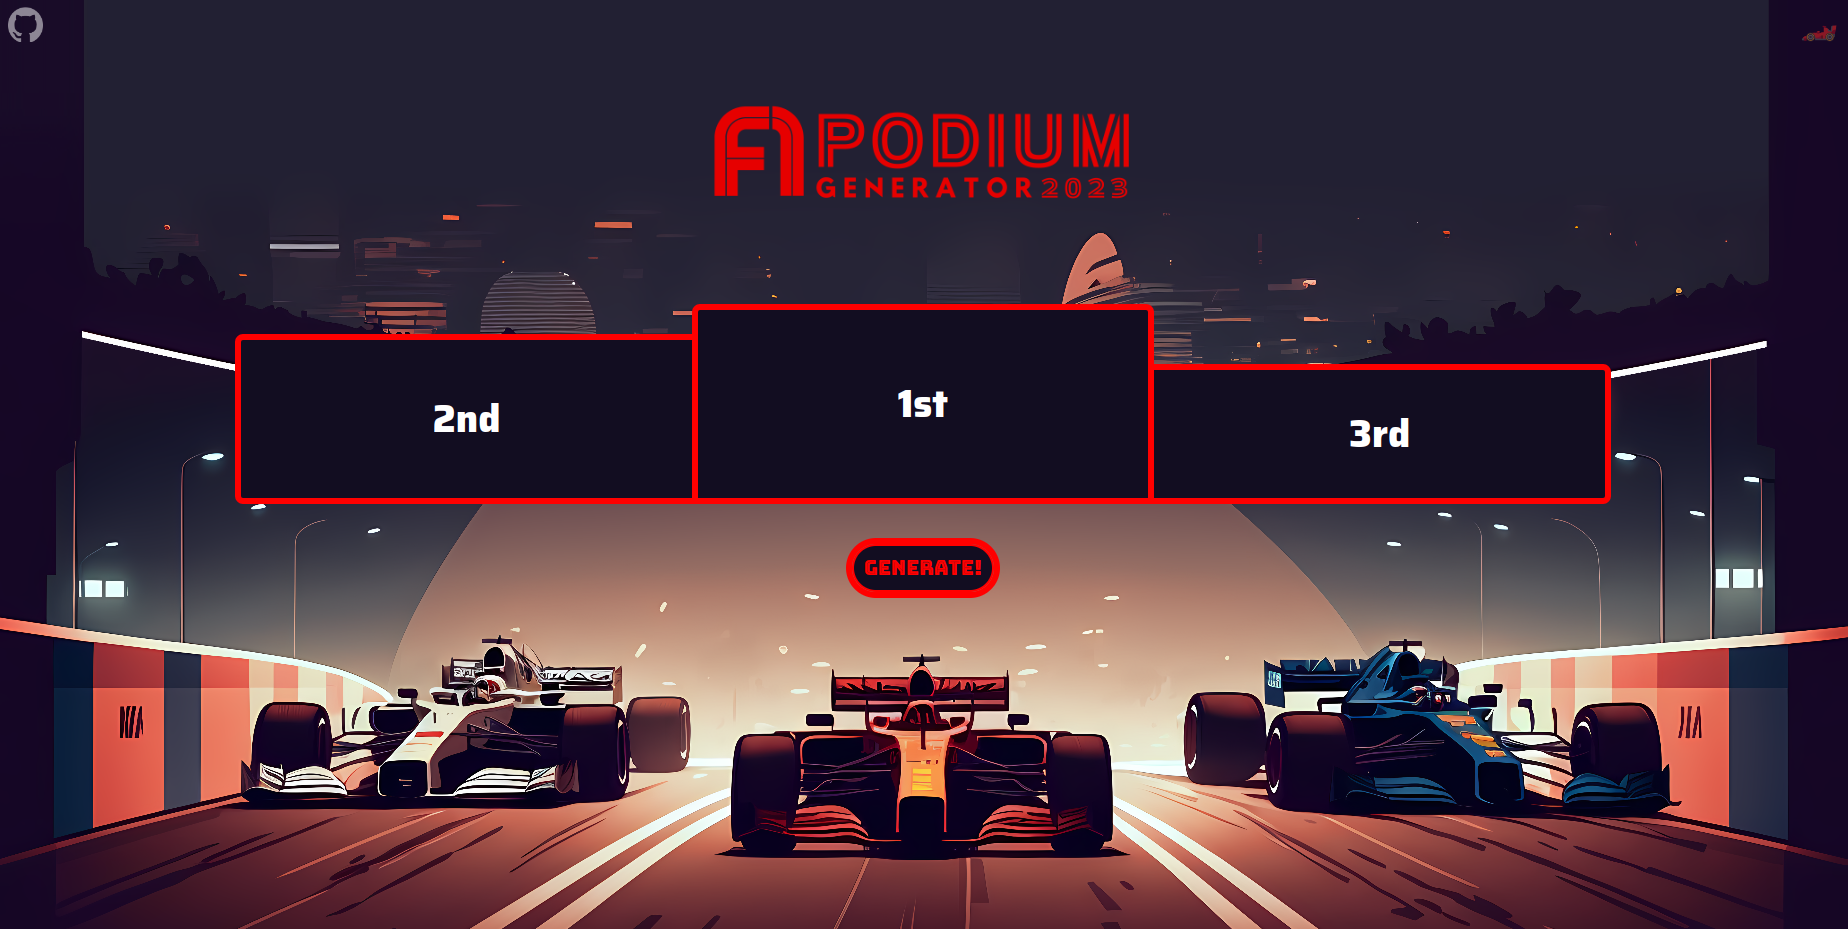 F1 PODIUM
GENERATOR 2023
1st
2nd
3rd
GENERATE!